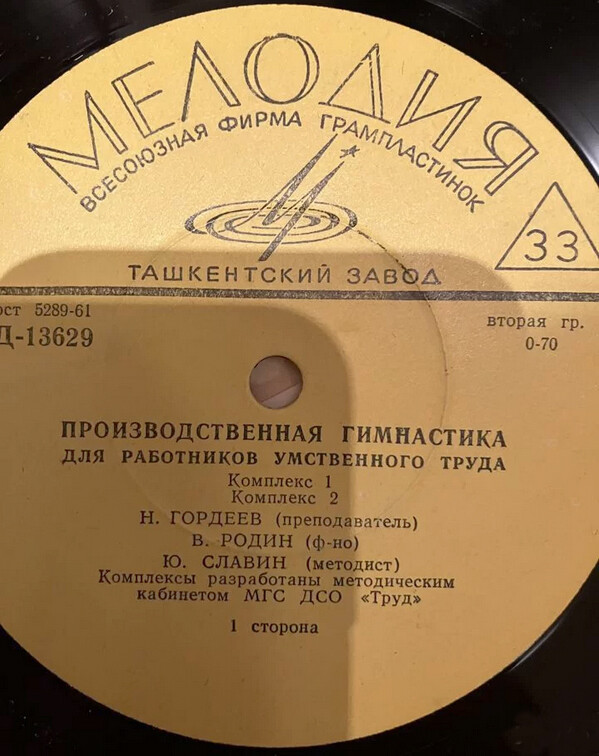 МЕЛОДИЯ
ВСЕСОЮЗНАЯ ФИРМА ГРАМПЛАСТИНОК
33
ТАШКЕНТСКИЙ ЗАВОД
5289-61
Д-13629
вторая гр.
0-70
ПРОИЗВОДСТВЕННАЯ ГИМНАСТИКА
ДЛЯ РАБОТНИКОВ УМСТВЕННОГО ТРУДА
Комплекс 1
Комплекс 2
Н. ГОРДЕЕВ (преподаватель)
В. РОДИН (ф-но)
Ю. СЛАВИН (методист)
Комплексы разработаны методическим
кабинетом МГС ДСО «Труд»
1 сторона